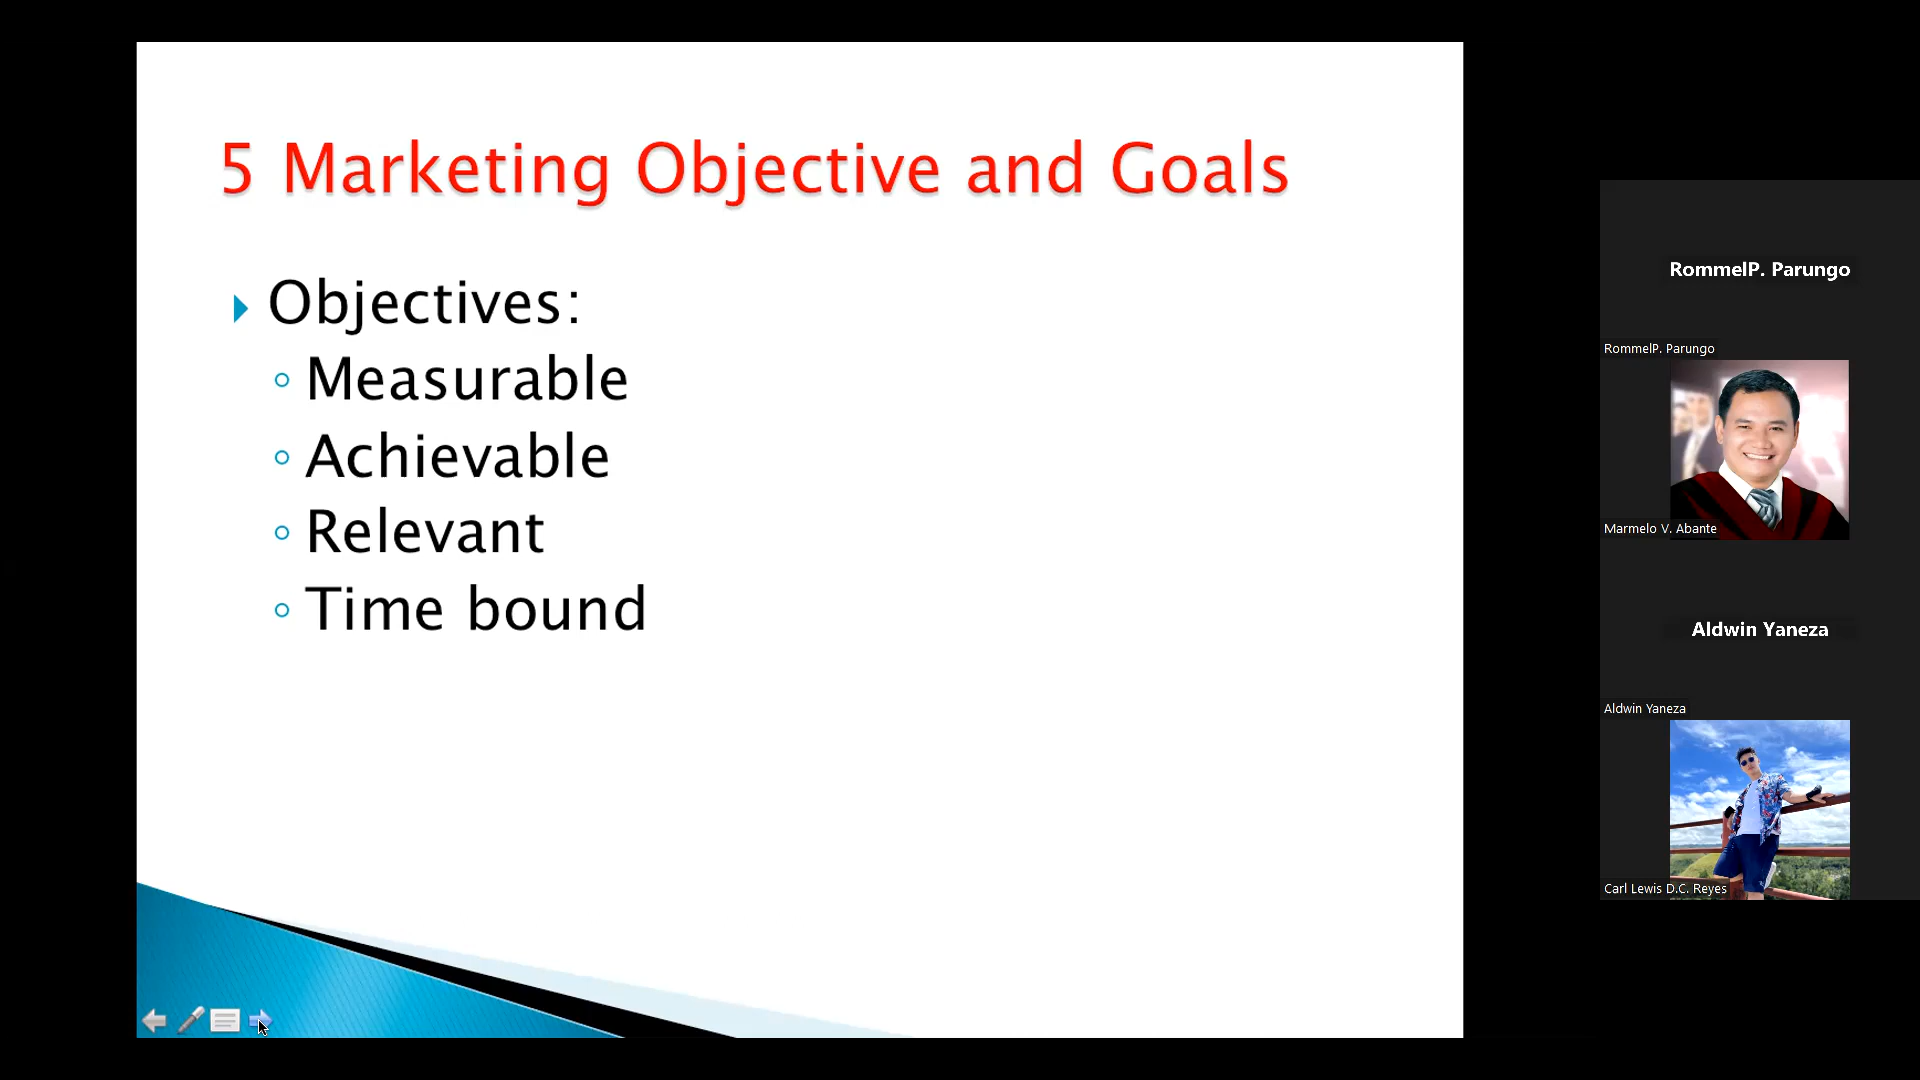 5 Marketing Objective and Goals
Objectives:
Measurable
Achievable
Relevant
Time bound
RommelP. Parungo
RommelP. Parungo
Marmelo V. Abante
Aldwin Yaneza
Aldwin Yaneza
Carl Lewis D.C. Reyes